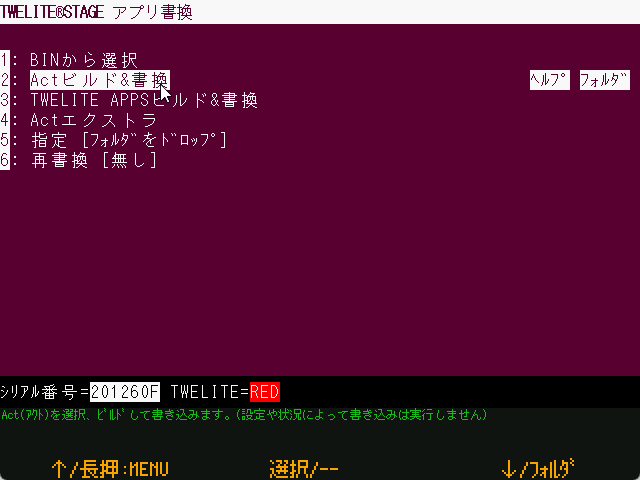 TWELITE®STAGE アプリ書換
1: BINから選択
2: Actビルド&書換 ﾍﾙﾌﾟ ﾌｫﾙﾀﾞ
3: TWELITE APPSビルド&書換
4: Actエクストラ
5: 指定 [ﾌｫﾙﾀﾞをﾄﾞﾛｯﾌﾟ]
6: 再書換 [無し]
ｼﾘｱﾙ番号=201260F TWELITE=RED
Act(ｱｸﾄ)を選択、ﾋﾞﾙﾄﾞして書き込みます。(設定や状況によって書き込みは実行しません)
↑/長押:MENU 選択/-- ↓/ﾌｫﾙﾀﾞ